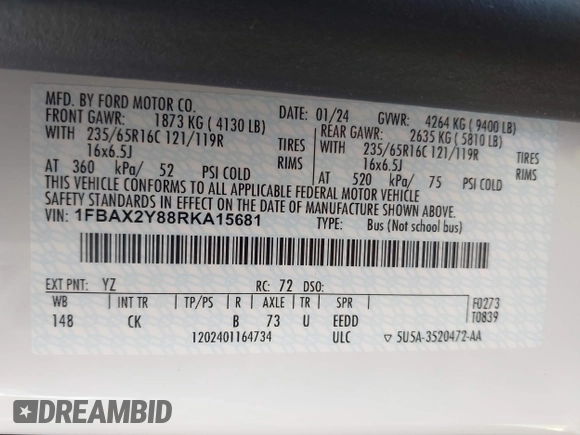 MFD. BY FORD MOTOR CO. DATE: 01/24 GVWR: 4264 KG ( 9400 LB)
FRONT GAWR: 1873 KG ( 4130 LB) REAR GAWR: 2635 KG ( 5810 LB)
WITH 235/65R16C 121/119R TIRES WITH 235/65R16C 121/119R TIRES
16x6.5J RIMS 16x6.5J RIMS
AT 360 kPa/ 52 PSI COLD AT 520 kPa/ 75 PSI COLD
THIS VEHICLE CONFORMS TO ALL APPLICABLE FEDERAL MOTOR VEHICLE
SAFETY STANDARDS IN EFFECT ON THE DATE OF MANUFACTURE SHOWN ABOVE.
VIN: 1FBAX2Y88RKA15681 TYPE: Bus (Not school bus)
EXT PNT: YZ RC: 72 DSO:
WB INT TR TP/PS R AXLE TR SPR F0273
148 CK B 73 U EEDD T0839
1202401164734 ULC ▽ 5U5A-3520472-AA
DREAMBID